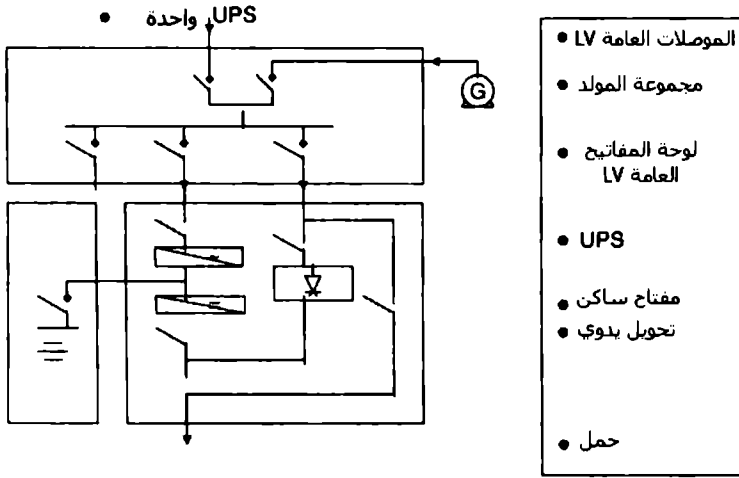 • UPS واحدة
G
• الموصلات العامة LV
• مجموعة المولد
• لوحة المفاتيح
العامة LV
• UPS
• مفتاح ساكن
• تحويل يدوي
• حمل